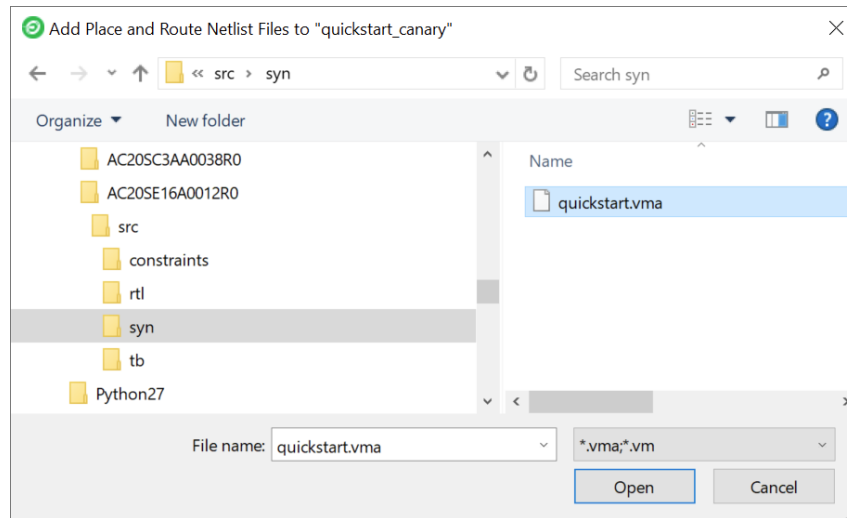 Add Place and Route Netlist Files to "quickstart_canary"
« src › syn
Search syn
Organize
New folder
AC20SC3AA0038R0
AC20SE16A0012R0
src
constraints
rtl
syn
tb
Python27
Name
quickstart.vma
File name: quickstart.vma
*.vma;*.vm
Open
Cancel